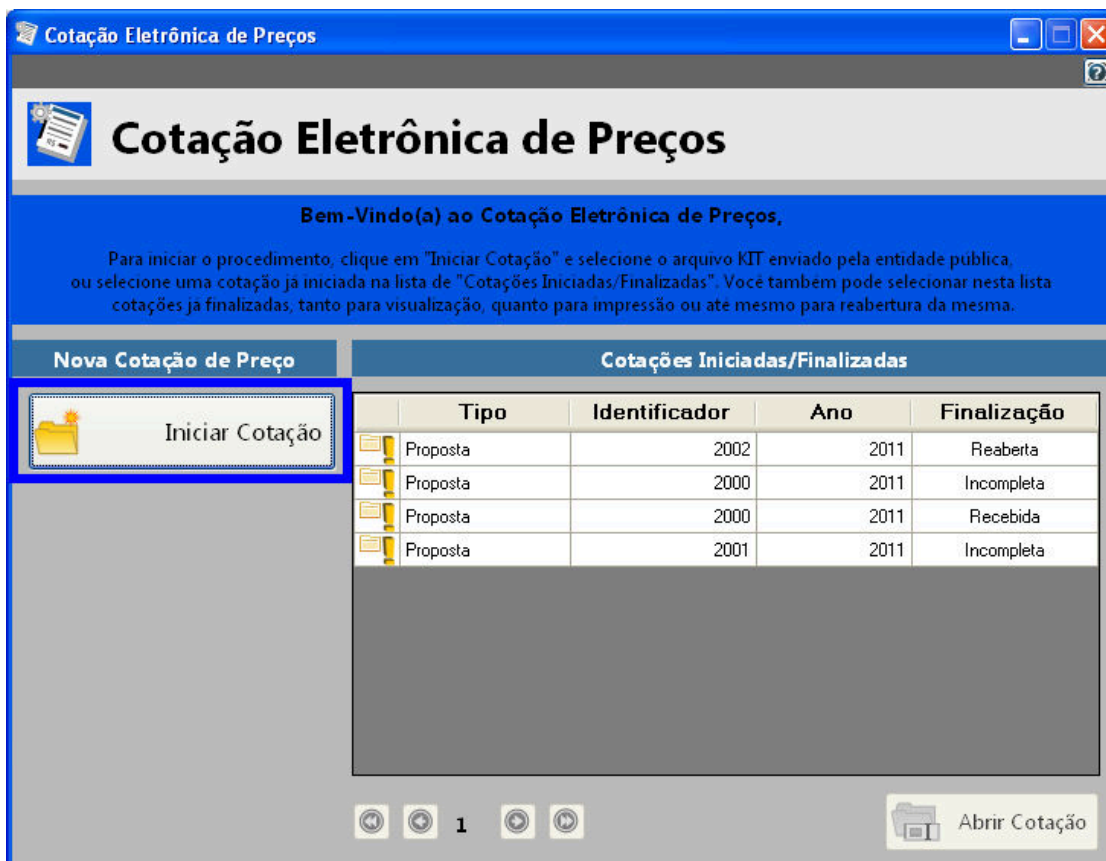 Cotação Eletrônica de Preços
Cotação Eletrônica de Preços
Bem-Vindo(a) ao Cotação Eletrônica de Preços,
Para iniciar o procedimento, clique em "Iniciar Cotação" e selecione o arquivo KIT enviado pela entidade pública,
ou selecione uma cotação já iniciada na lista de "Cotações Iniciadas/Finalizadas". Você também pode selecionar nesta lista
cotações já finalizadas, tanto para visualização, quanto para impressão ou até mesmo para reabertura da mesma.
Nova Cotação de Preço
Iniciar Cotação
Cotações Iniciadas/Finalizadas
Tipo Identificador Ano Finalização
Proposta 2002 2011 Reaberta
Proposta 2000 2011 Incompleta
Proposta 2000 2011 Recebida
Proposta 2001 2011 Incompleta
1
Abrir Cotação